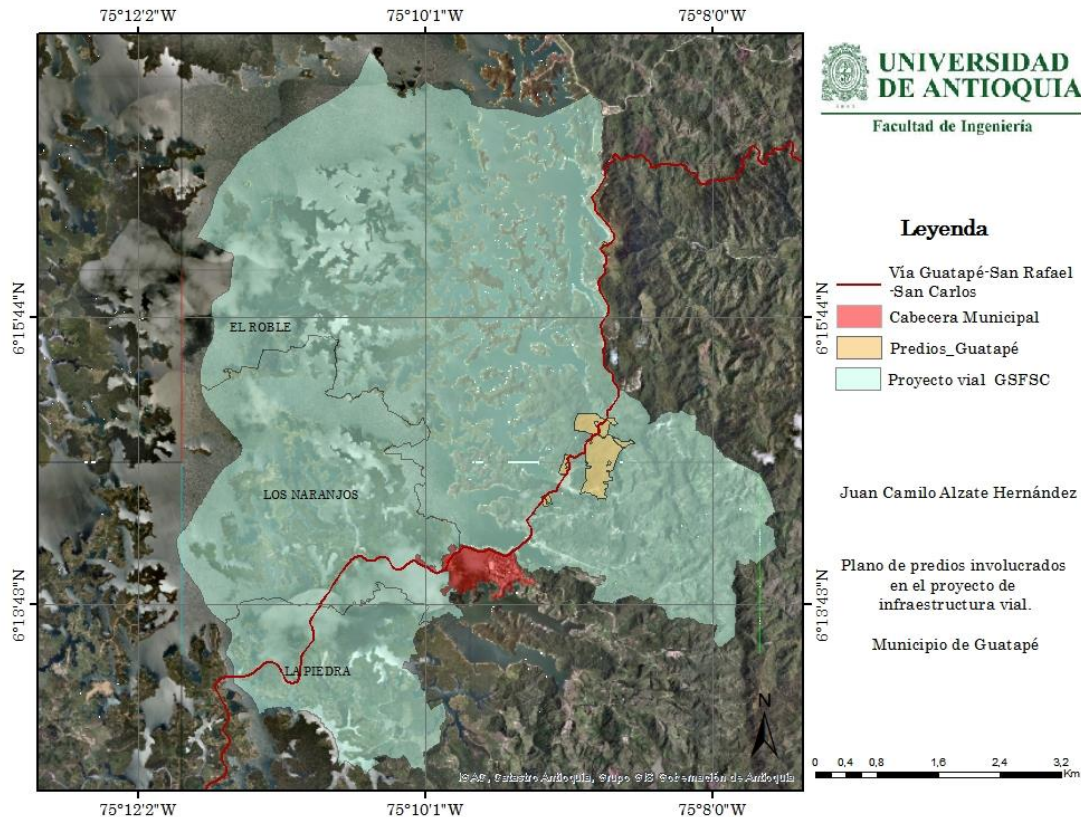 75°12'2"W
75°10'1"W
75°8'0"W
UNIVERSIDAD
DE ANTIOQUIA
1803
Facultad de Ingeniería
Leyenda
Vía Guatapé-San Rafael
-San Carlos
Cabecera Municipal
Predios_Guatapé
Proyecto vial GSFSC
6°15'44"N
6°15'44"N
EL ROBLE
LOS NARANJOS
LA PIEDRA
6°13'43"N
6°13'43"N
Juan Camilo Alzate Hernández
Plano de predios involucrados
en el proyecto de
infraestructura vial.
Municipio de Guatapé
N
0 0,4 0,8 1,6 2,4 3,2
Km
IGAC, Catastro Antioquia, Grupo GIS Gobernación de Antioquia
75°12'2"W
75°10'1"W
75°8'0"W